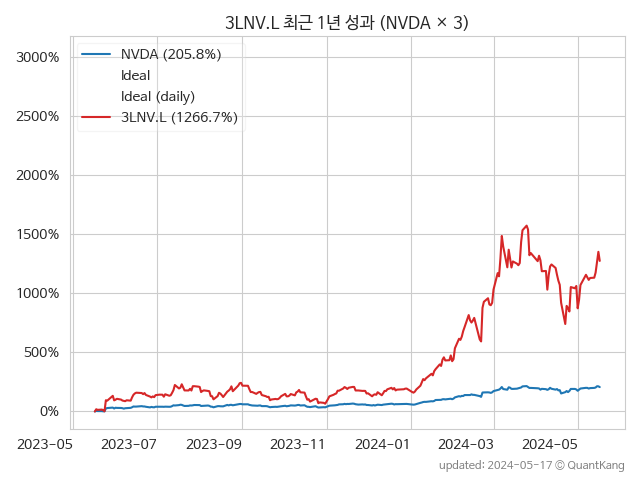 3LNV.L 최근 1년 성과 (NVDA × 3)
3000%
2500%
2000%
1500%
1000%
500%
0%
NVDA (205.8%)
Ideal
Ideal (daily)
3LNV.L (1266.7%)
2023-05
2023-07
2023-09
2023-11
2024-01
2024-03
2024-05
updated: 2024-05-17 © QuantKang